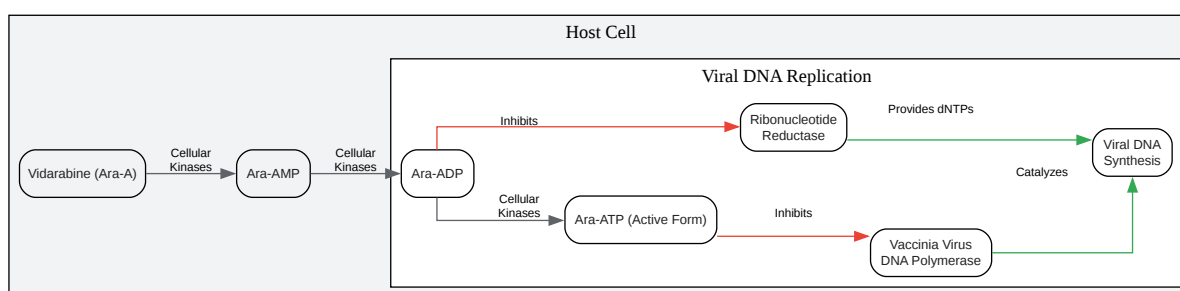 Host Cell
Viral DNA Replication
Vidarabine (Ara-A)
Cellular
Kinases
Ara-AMP
Cellular
Kinases
Ara-ADP
Inhibits
Ribonucleotide
Reductase
Provides dNTPs
Viral DNA
Synthesis
Cellular
Kinases
Ara-ATP (Active Form)
Inhibits
Vaccinia Virus
DNA Polymerase
Catalyzes